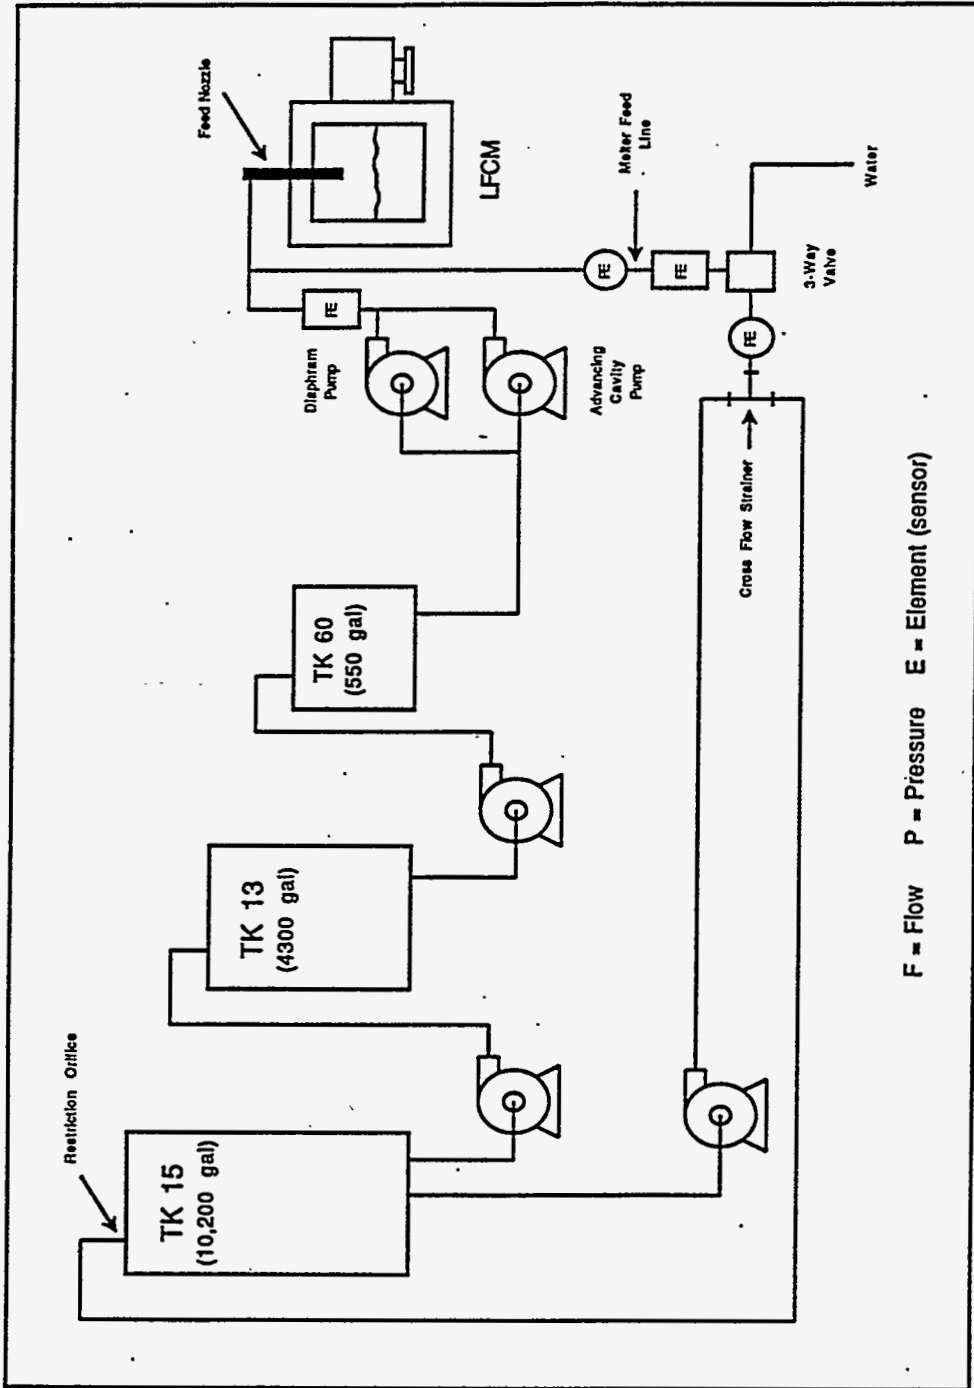 Restriction Orifice
Feed Nozzle
TK 15
(10,200 gal)
TK 13
(4300 gal)
TK 60
(550 gal)
LFCM
FE
Diaphram
Pump
Advancing
Cavity
Pump
PE
FE
Melter Feed
Line
PE
3-Way
Valve
Water
Cross Flow Strainer
F = Flow P = Pressure E = Element (sensor)